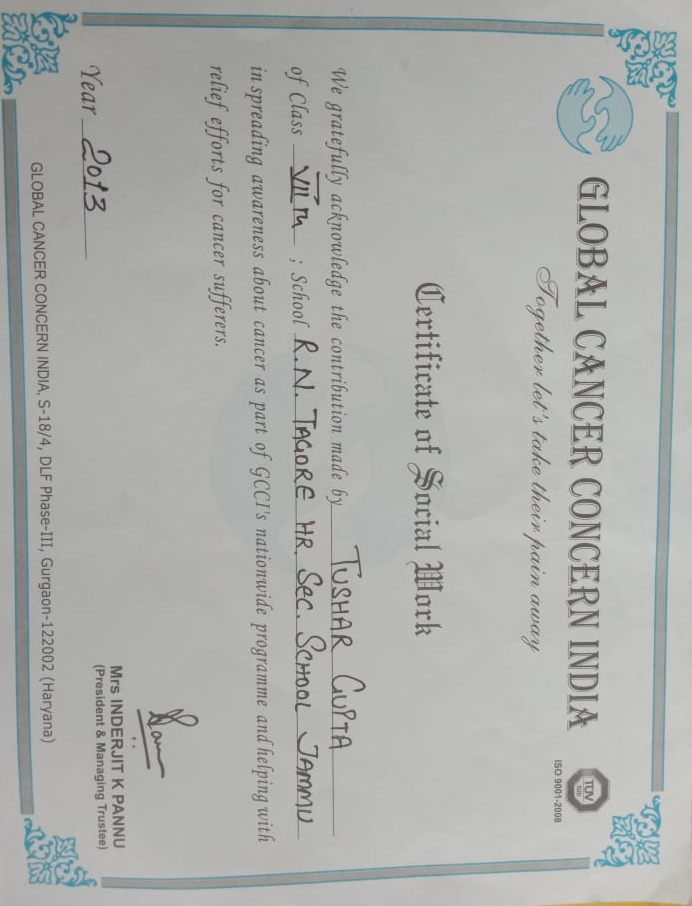 GLOBAL CANCER CONCERN INDIA
Together let's take their pain away
TÜV
ISO 9001-2008
Certificate of Social Work
We gratefully acknowledge the contribution made by TUSHAR GUPTA
of Class VIIth ; School R.N. TAGORE HR. SEC. SCHOOL JAMMU
in spreading awareness about cancer as part of GCCI's nationwide programme and helping with
relief efforts for cancer sufferers.
Year 2013
Mrs INDERJIT K PANNU
(President & Managing Trustee)
GLOBAL CANCER CONCERN INDIA, S-18/4, DLF Phase-III, Gurgaon-122002 (Haryana)